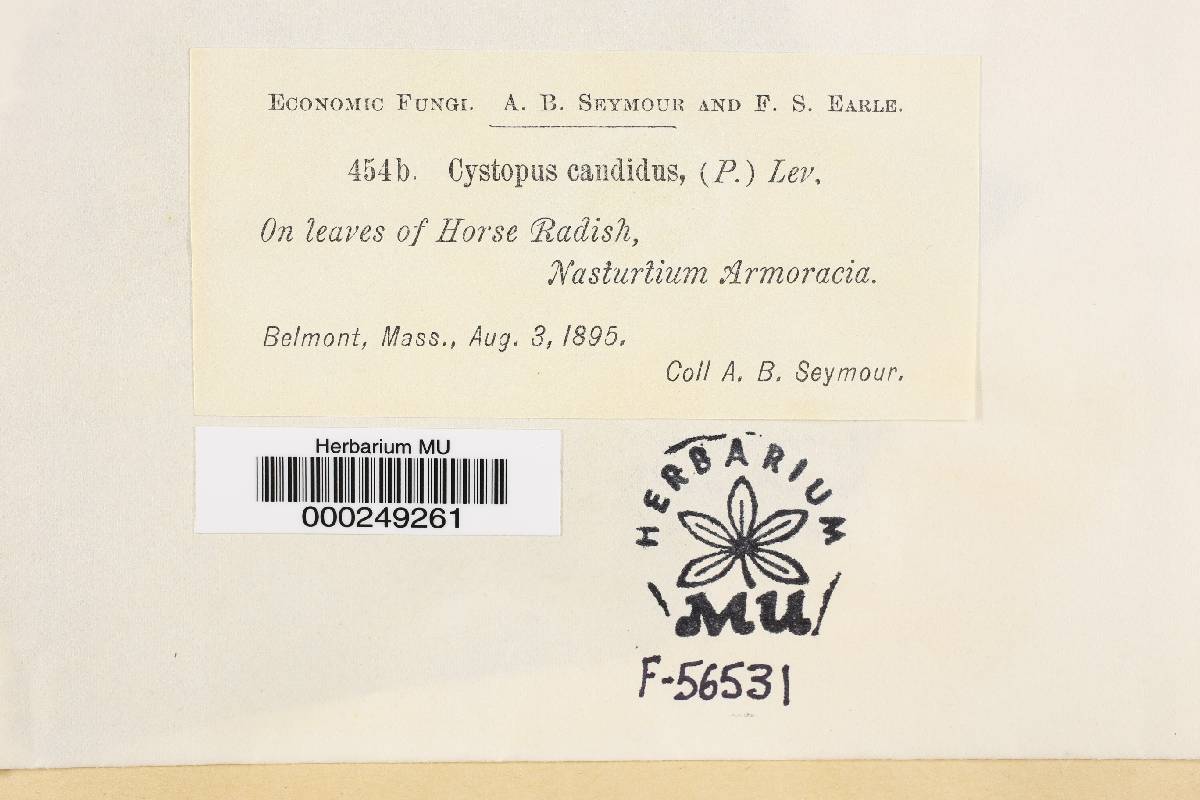 Economic Fungi. A. B. Seymour and F. S. Earle.
454b. Cystopus candidus, (P.) Lev,
On leaves of Horse Radish,
Nasturtium Armoracia.
Belmont, Mass., Aug. 3, 1895.
Coll A. B. Seymour.
Herbarium MU
000249261
HERBARIUM
MU
F-56531